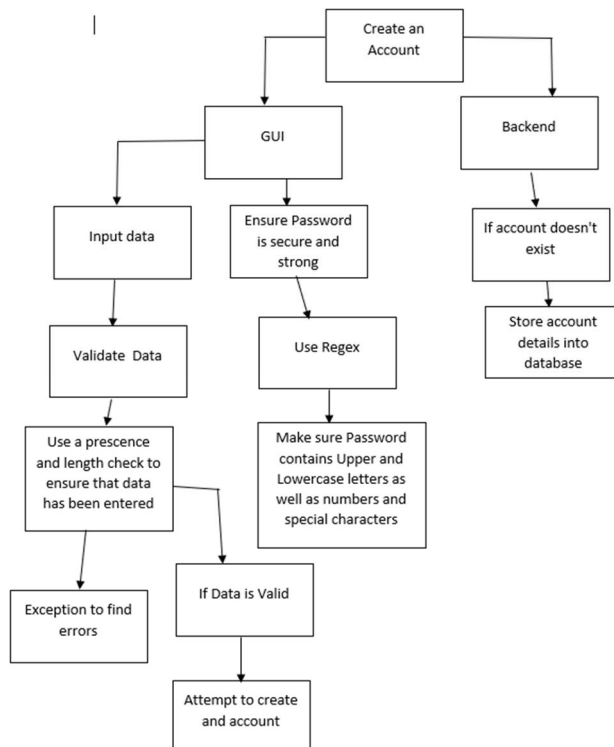 Create an
Account
GUI
Backend
Input data
Ensure Password
is secure and
strong
If account doesn't
exist
Validate Data
Use Regex
Store account
details into
database
Use a prescence
and length check to
ensure that data
has been entered
Make sure Password
contains Upper and
Lowercase letters as
well as numbers and
special characters
Exception to find
errors
If Data is Valid
Attempt to create
and account